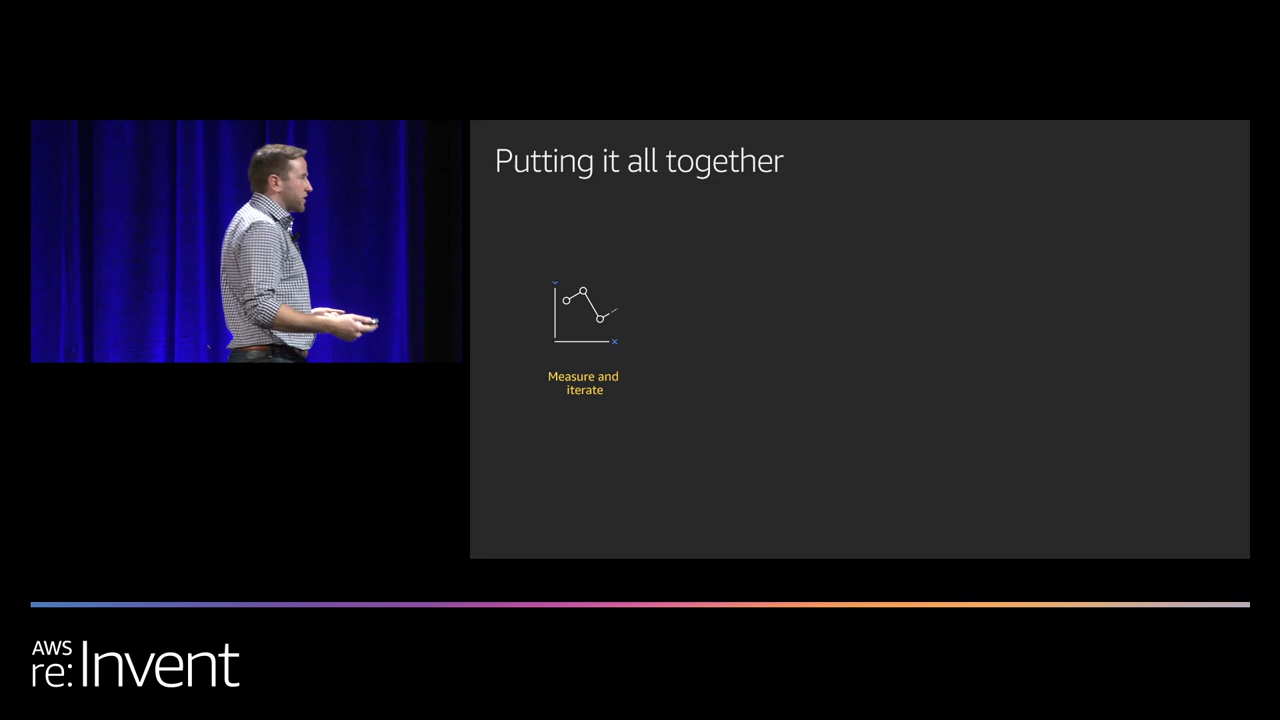 Putting it all together
Measure and
iterate
AWS
re:Invent